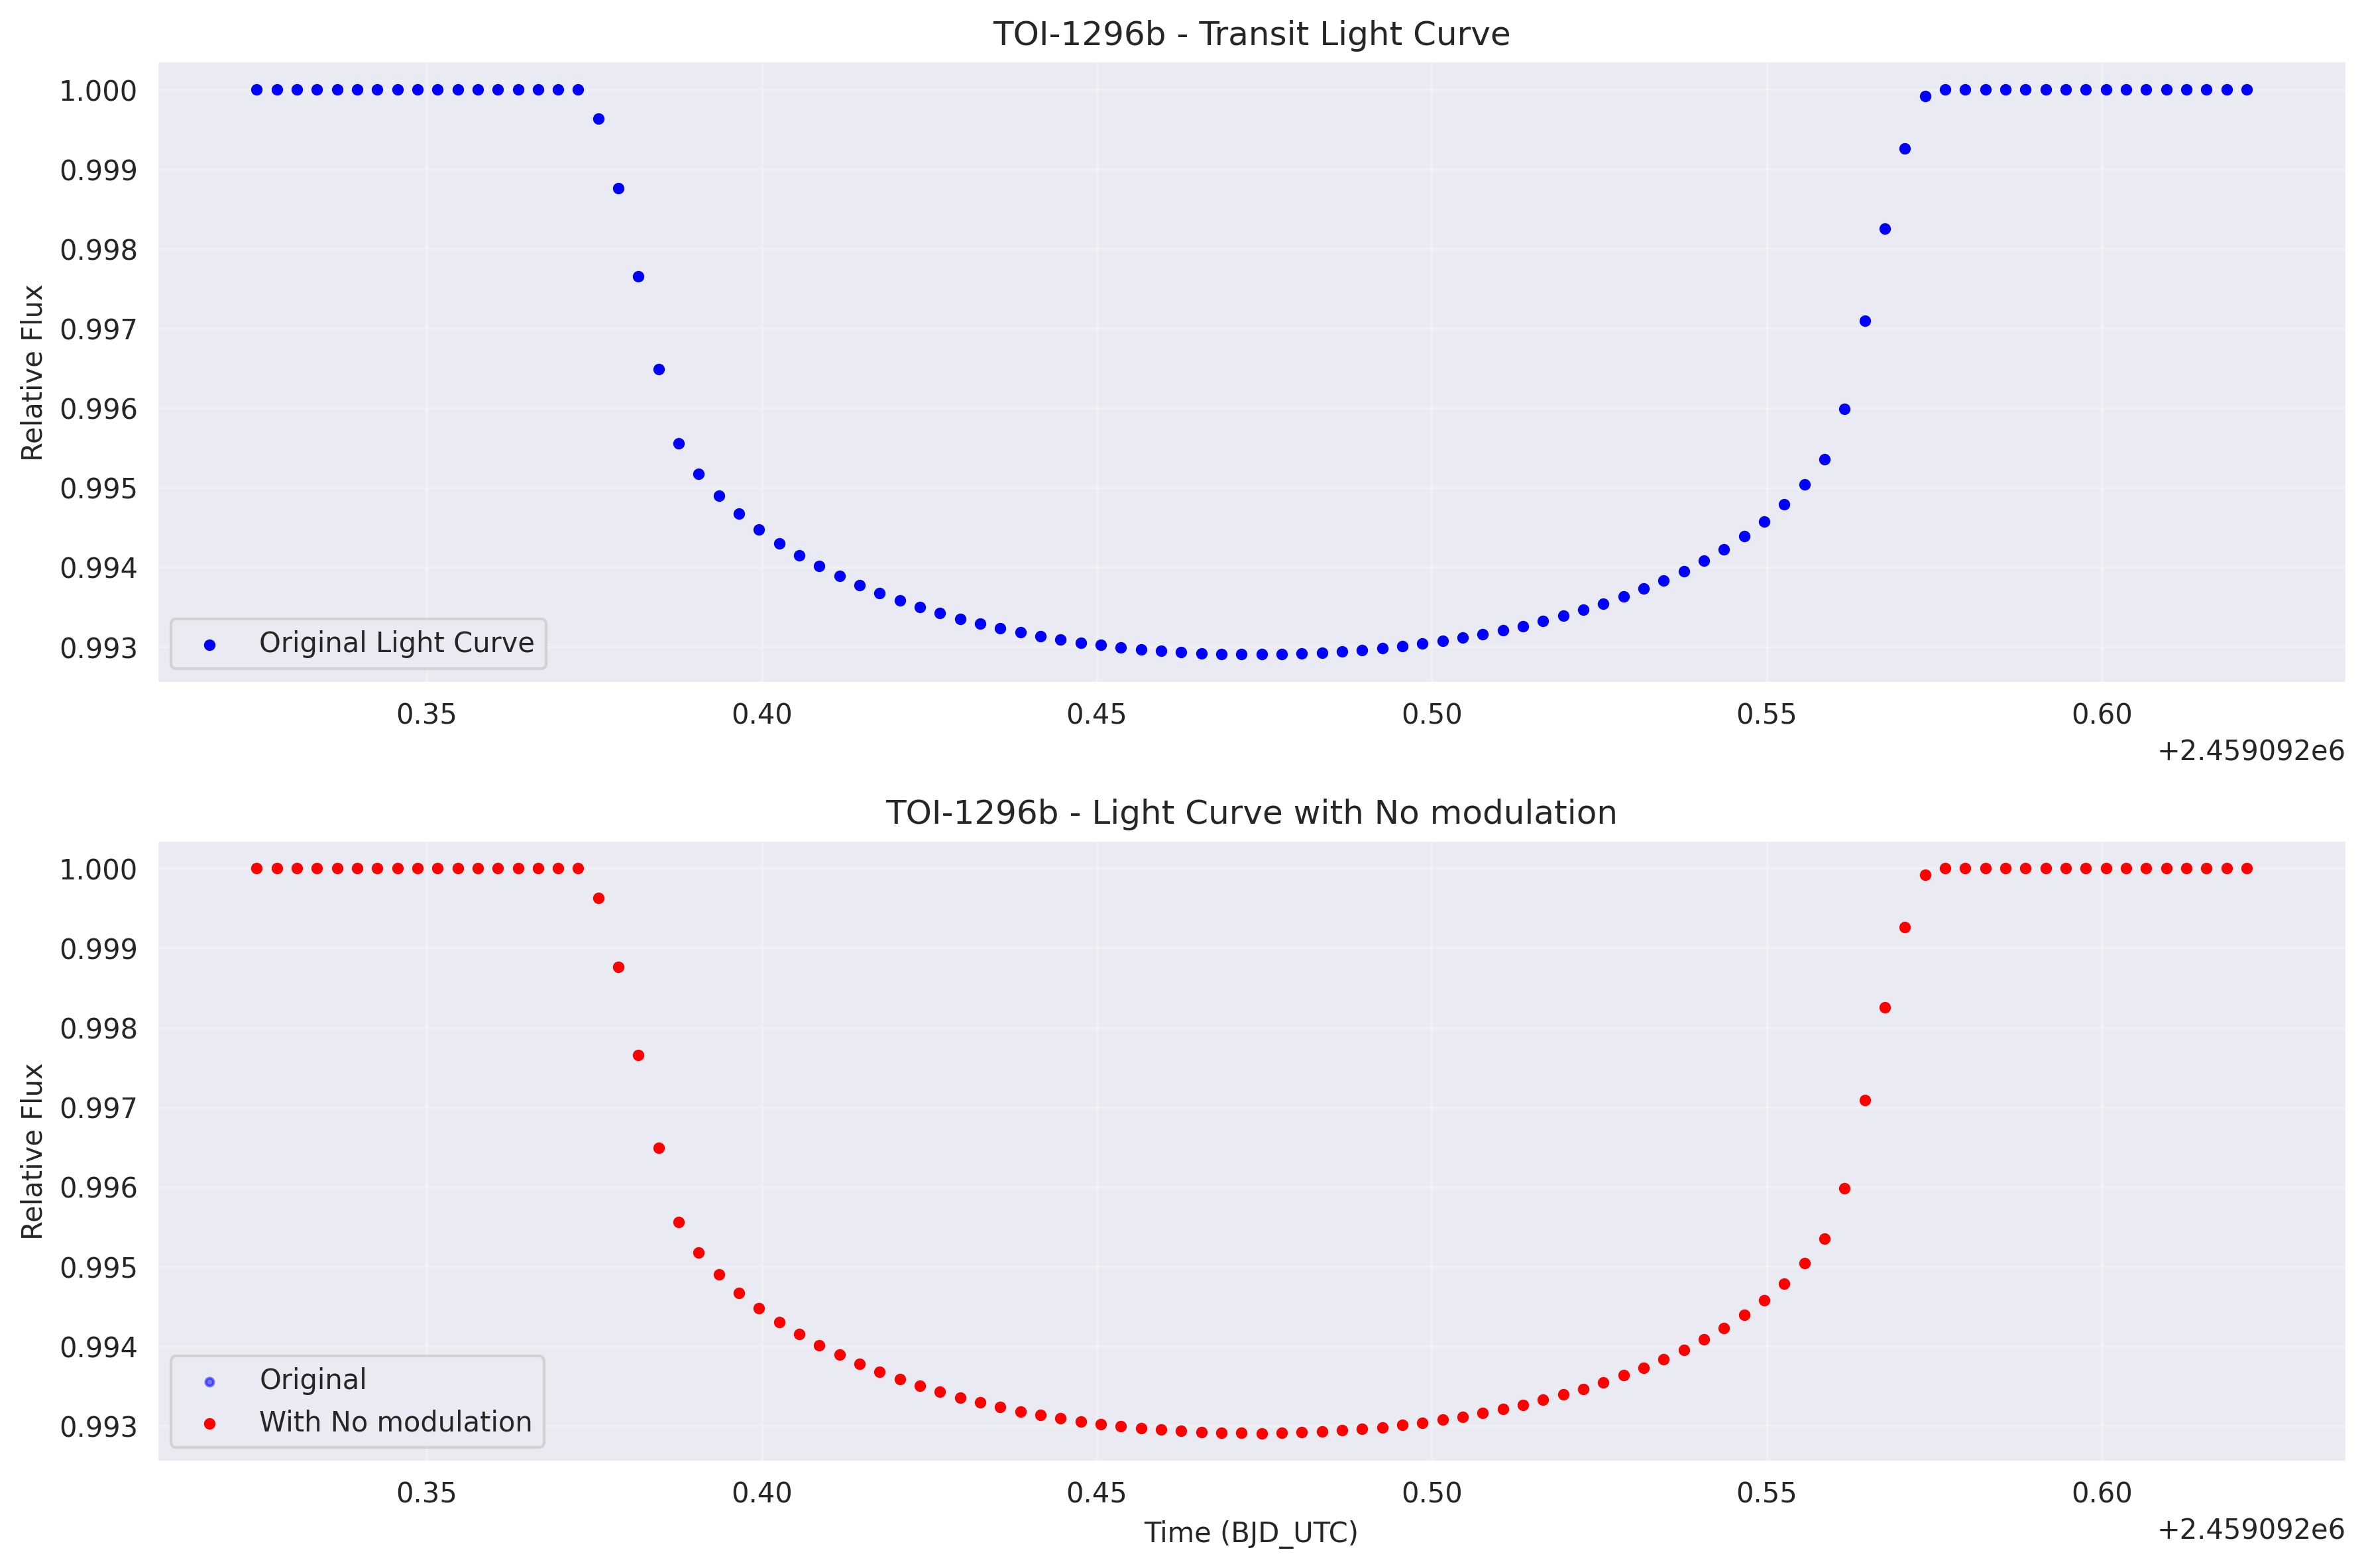 TOI-1296b - Transit Light Curve
1.000
0.999
0.998
0.997
0.996
0.995
0.994
0.993
Relative Flux
Original Light Curve
0.35 0.40 0.45 0.50 0.55 0.60
+2.459092e6
TOI-1296b - Light Curve with No modulation
1.000
0.999
0.998
0.997
0.996
0.995
0.994
0.993
Relative Flux
Original
With No modulation
0.35 0.40 0.45 0.50 0.55 0.60
Time (BJD_UTC)
+2.459092e6